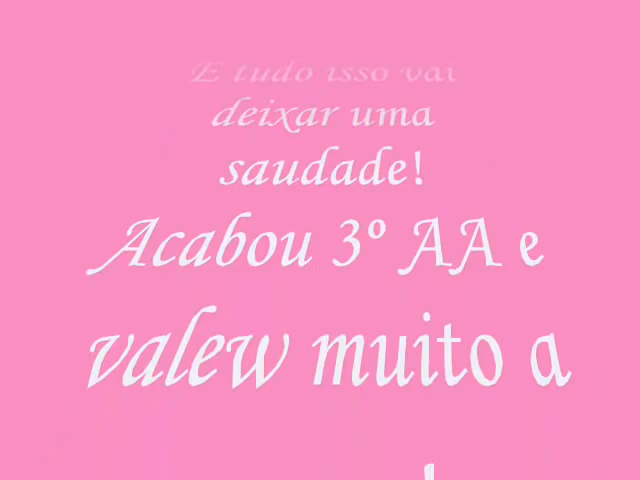 E tudo isso vai
deixar uma
saudade!
Acabou 3º AA e
valew muito a